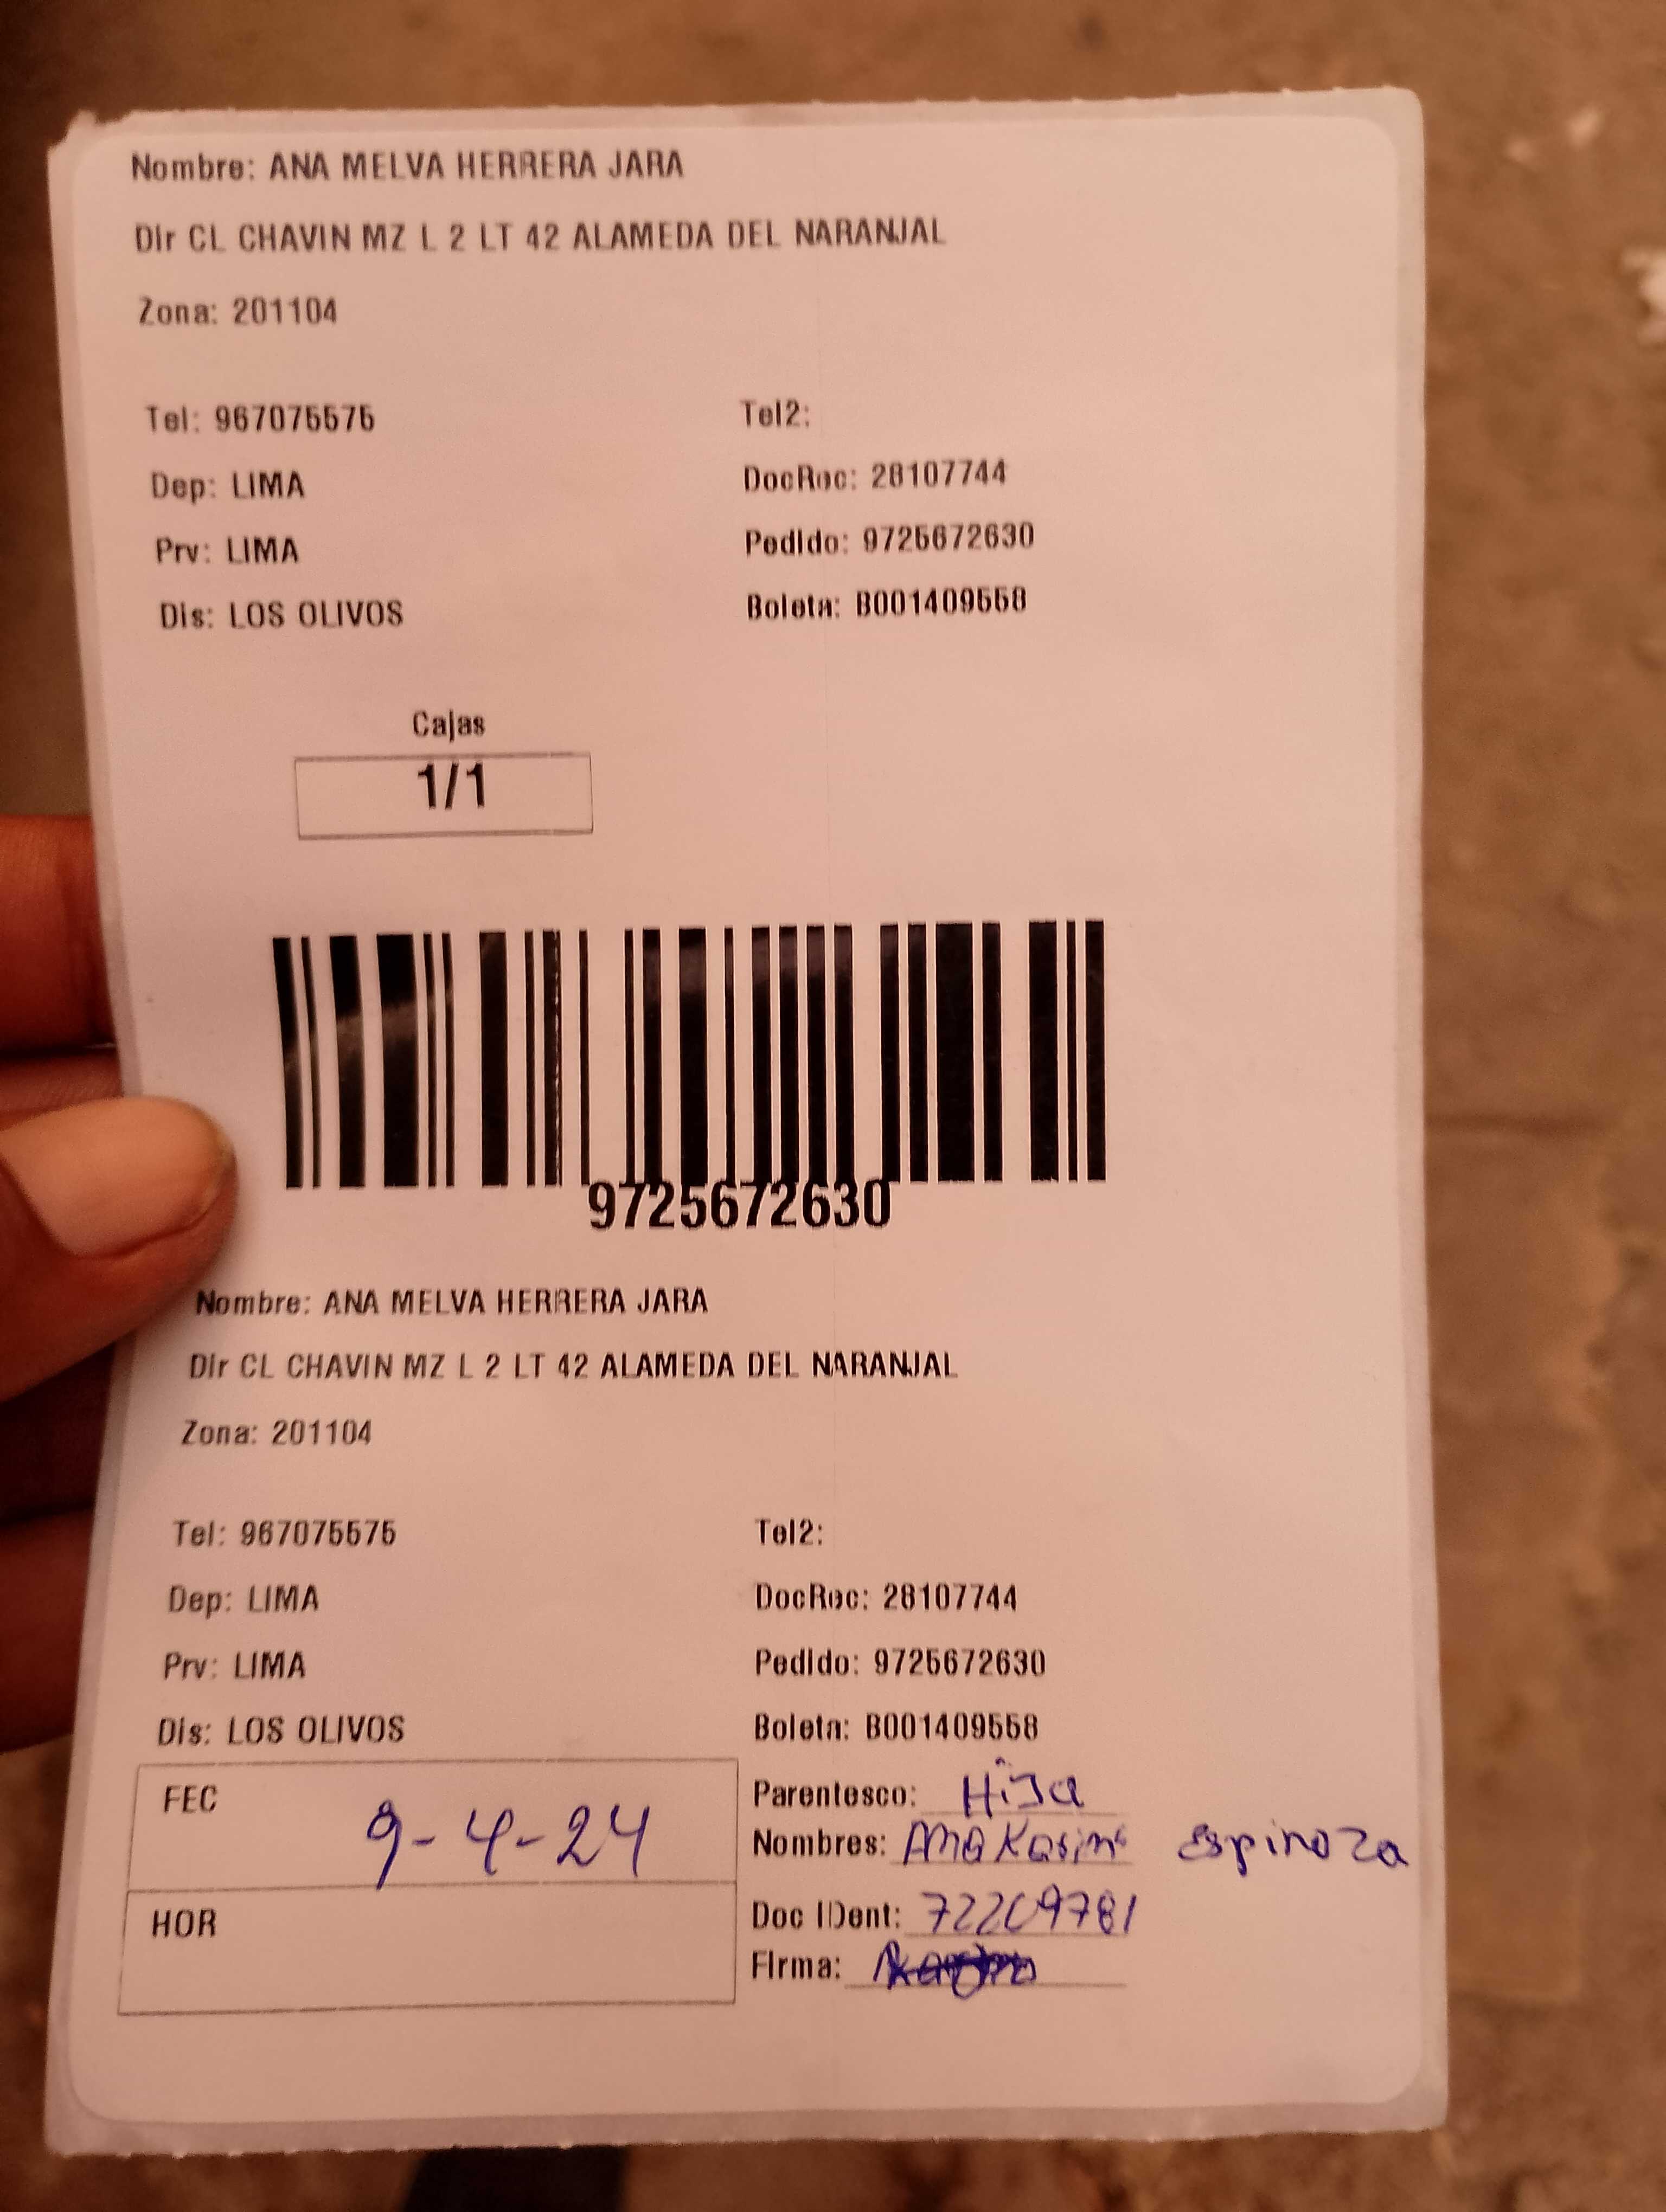 Nombre: ANA MELVA HERRERA JARA
Dir CL CHAVIN MZ L 2 LT 42 ALAMEDA DEL NARANJAL
Zona: 201104
Tel: 967075575 Tel2:
Dep: LIMA DocRec: 28107744
Prv: LIMA Pedido: 9725672630
Dis: LOS OLIVOS Boleta: B001409558
Cajas
1/1
9725672630
Nombre: ANA MELVA HERRERA JARA
Dir CL CHAVIN MZ L 2 LT 42 ALAMEDA DEL NARANJAL
Zona: 201104
Tel: 967075575 Tel2:
Dep: LIMA DocRec: 28107744
Prv: LIMA Pedido: 9725672630
Dis: LOS OLIVOS Boleta: B001409558
FEC 9-4-24 Parentesco: Hija
Nombres: Ana Espinoza
HOR Doc IDent: 72209781
Firma: